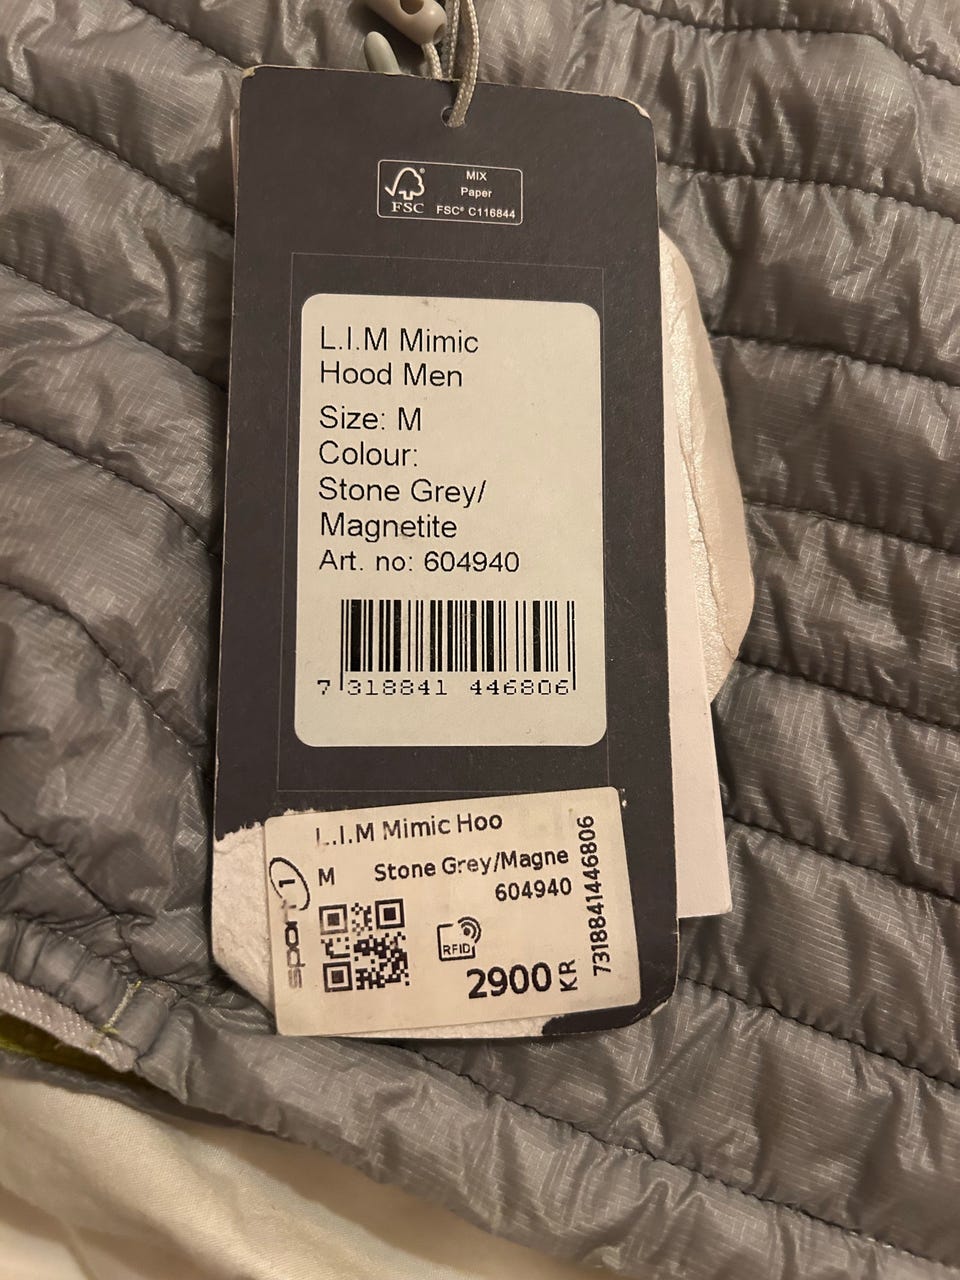 MIX
Paper
FSC® C116844
FSC
L.I.M Mimic
Hood Men
Size: M
Colour:
Stone Grey/
Magnetite
Art. no: 604940
7 318841 446806
L.I.M Mimic Hoo
M Stone Grey/Magne
604940
sport 1
RFID
2900 KR
7318841446806